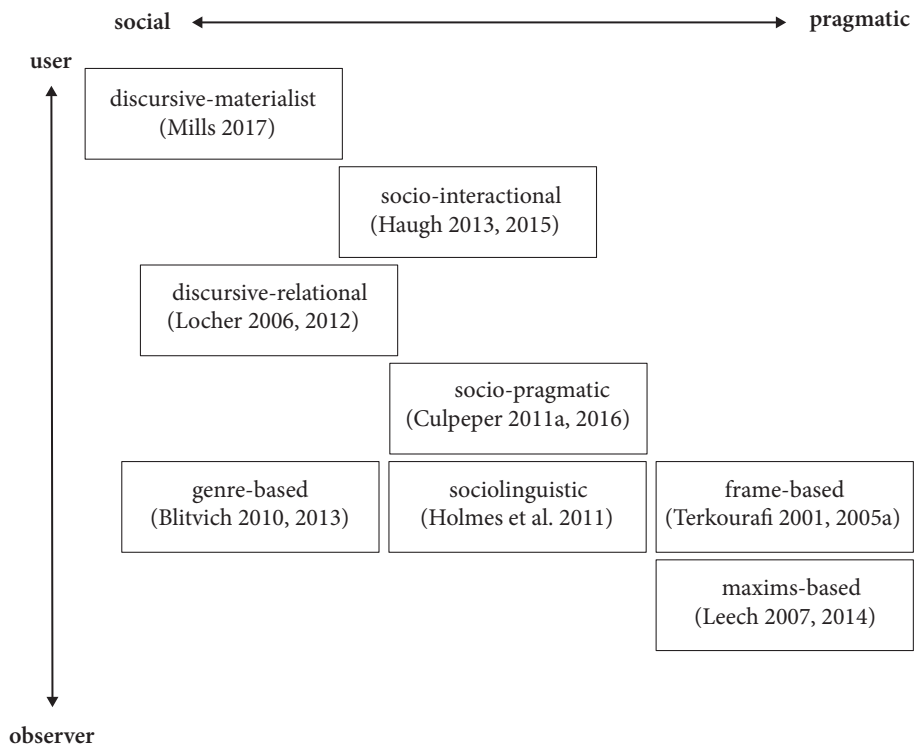 social
pragmatic
user
discursive-materialist
(Mills 2017)
socio-interactional
(Haugh 2013, 2015)
discursive-relational
(Locher 2006, 2012)
socio-pragmatic
(Culpeper 2011a, 2016)
genre-based
(Blitvich 2010, 2013)
sociolinguistic
(Holmes et al. 2011)
frame-based
(Terkourafi 2001, 2005a)
maxims-based
(Leech 2007, 2014)
observer